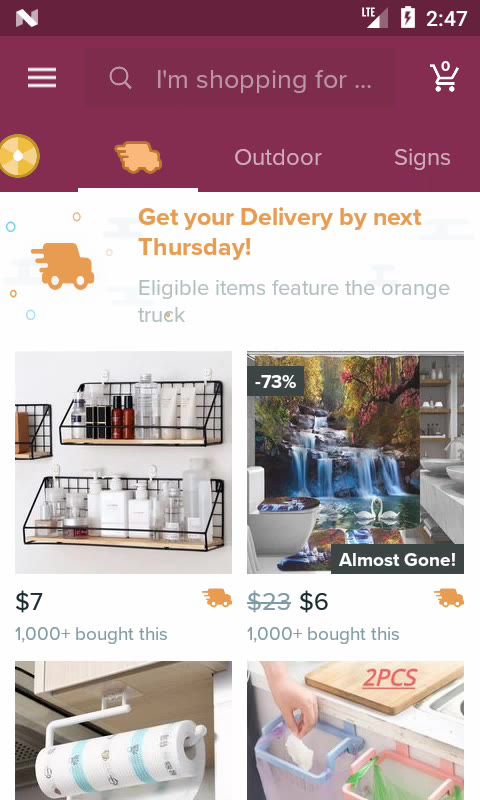 LTE
2:47
I'm shopping for ...
0
Outdoor
Signs
Get your Delivery by next
Thursday!
Eligible items feature the orange
truck
-73%
Almost Gone!
$7
$23 $6
1,000+ bought this
1,000+ bought this
2PCS